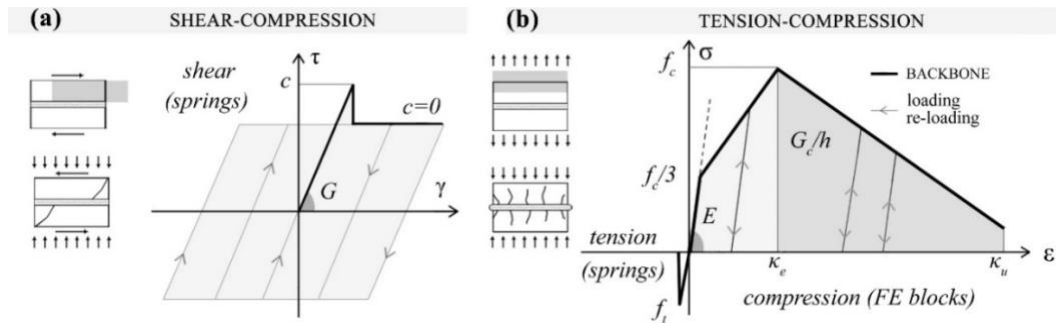 (a) SHEAR-COMPRESSION
shear
(springs)
τ
c
c=0
G
γ
(b) TENSION-COMPRESSION
σ
f_c
BACKBONE
loading
re-loading
G_c/h
f_c/3
E
tension
(springs)
κ_e
κ_u
ε
f_t
compression (FE blocks)